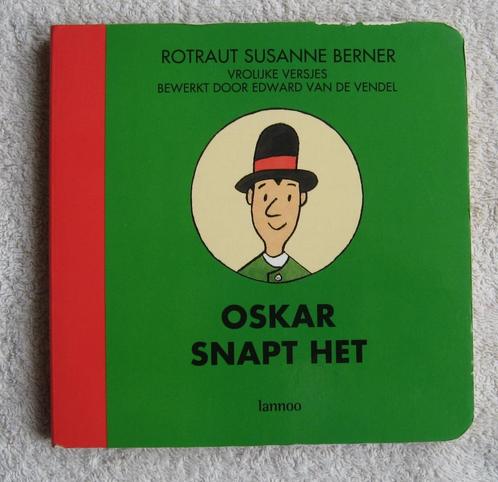 ROTRAUT SUSANNE BERNER
VROLIJKE VERSJES
BEWERKT DOOR EDWARD VAN DE VENDEL
OSKAR
SNAPT HET
lannoo